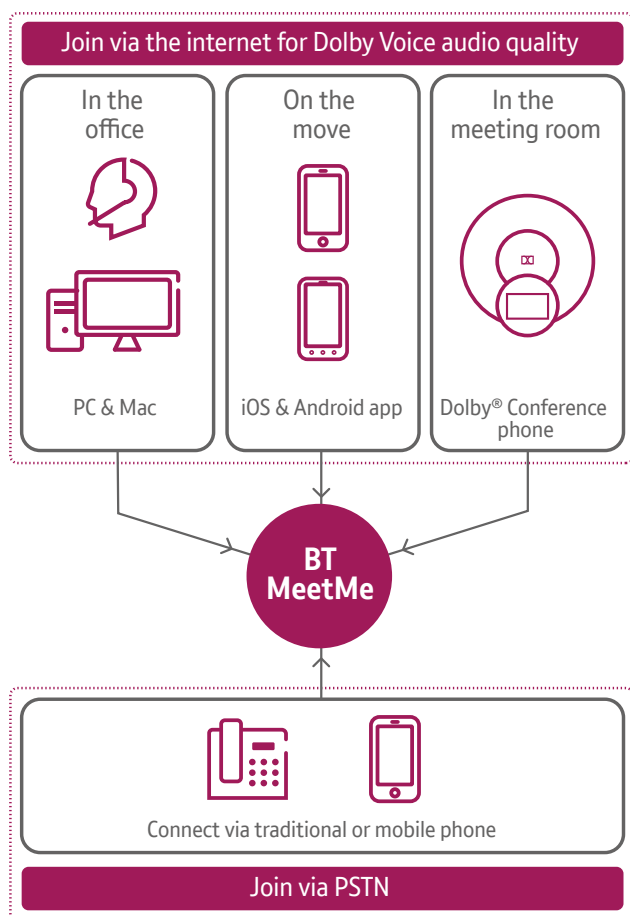 Join via the internet for Dolby Voice audio quality
In the
office
PC & Mac
On the
move
iOS & Android app
In the
meeting room
Dolby® Conference
phone
BT
MeetMe
Connect via traditional or mobile phone
Join via PSTN